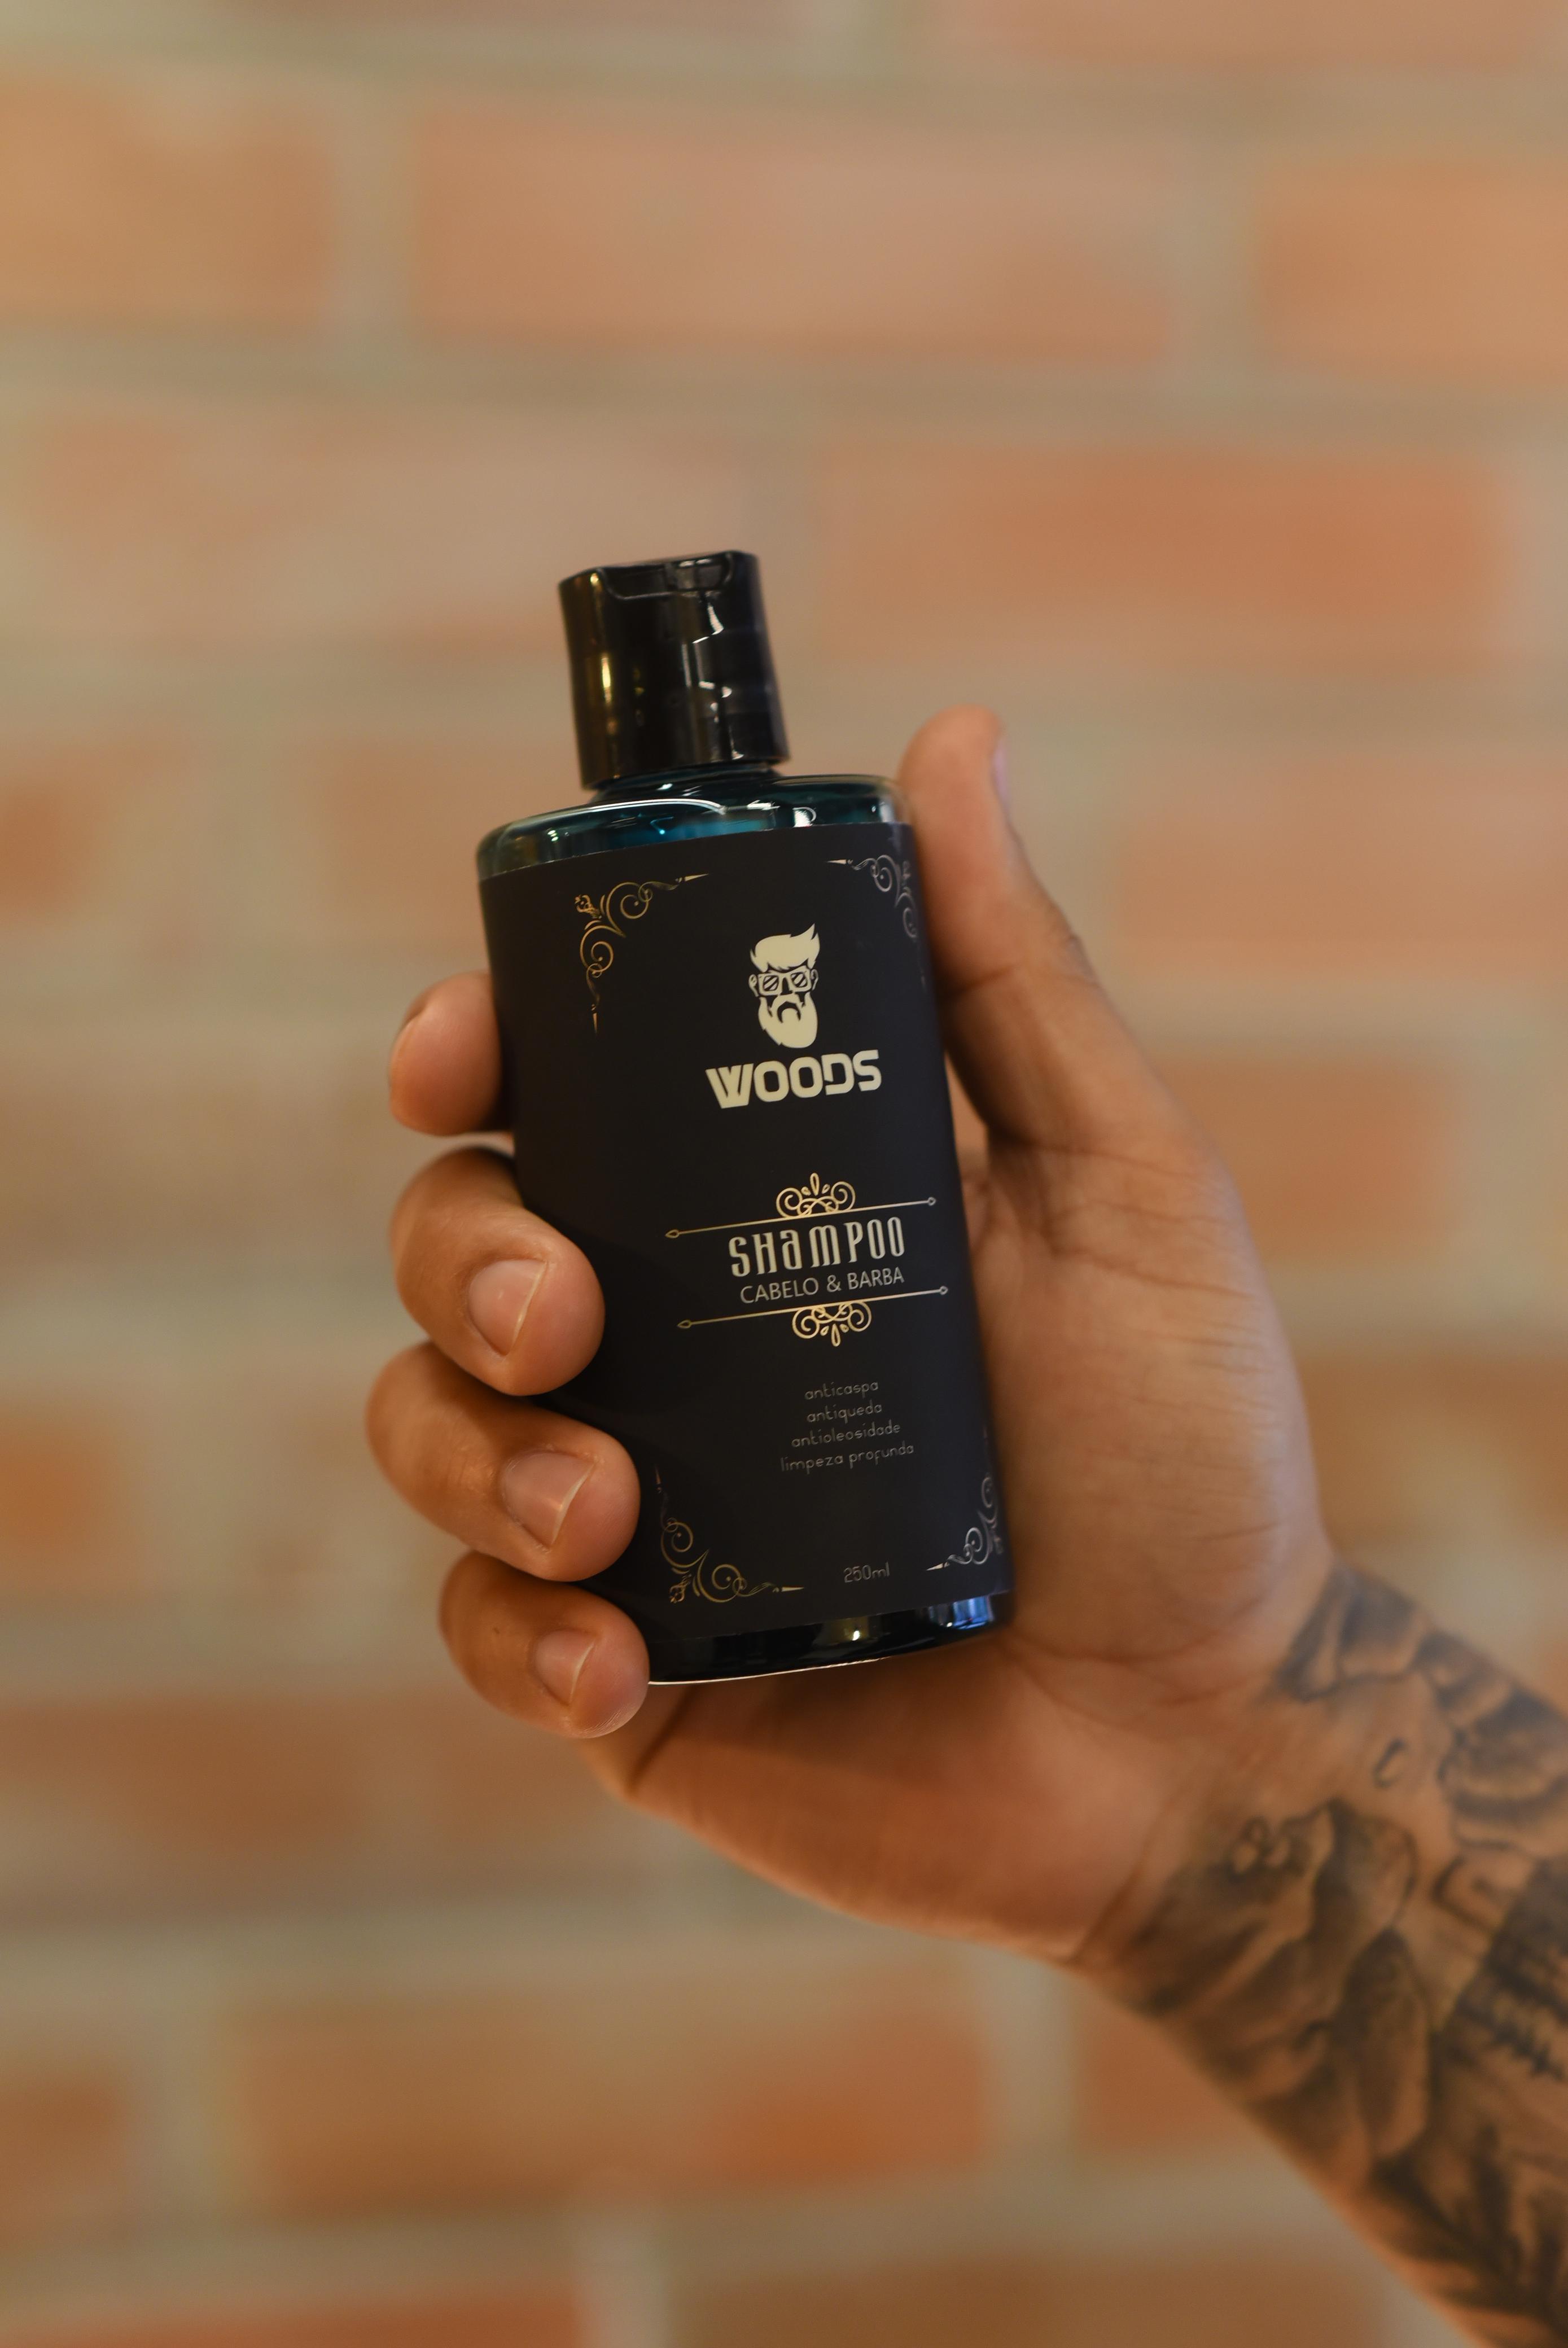 WOODS
SHAMPOO
CABELO & BARBA
anticaspa
antiqueda
antioleosidade
limpeza profunda
250ml